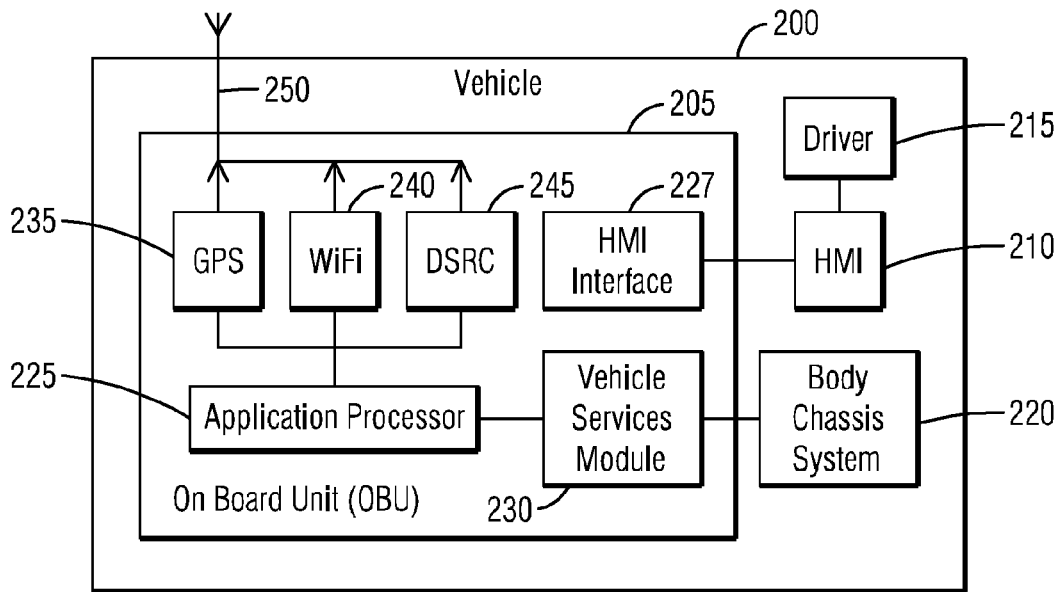 200
250
Vehicle
205
Driver
215
240
245
227
235
GPS
WiFi
DSRC
HMI
Interface
HMI
210
225
Application Processor
Vehicle
Services
Module
Body
Chassis
System
220
On Board Unit (OBU)
230